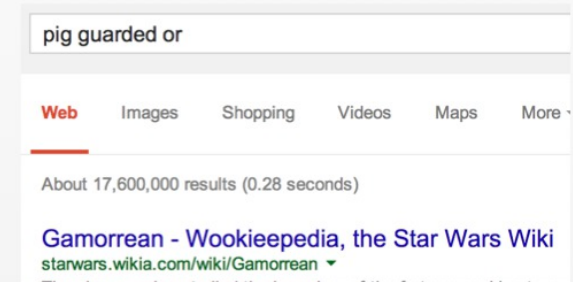 pig guarded or
Web Images Shopping Videos Maps More
About 17,600,000 results (0.28 seconds)
Gamorrean - Wookieepedia, the Star Wars Wiki
starwars.wikia.com/wiki/Gamorrean